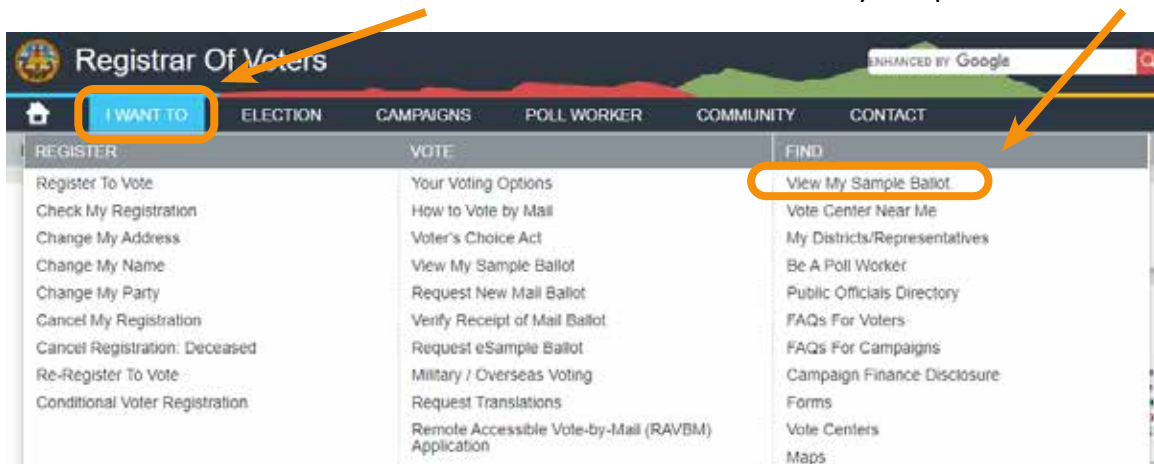 Registrar Of Voters
ENHANCED BY Google
I WANT TO ELECTION CAMPAIGNS POLL WORKER COMMUNITY CONTACT
REGISTER
Register To Vote
Check My Registration
Change My Address
Change My Name
Change My Party
Cancel My Registration
Cancel Registration: Deceased
Re-Register To Vote
Conditional Voter Registration
VOTE
Your Voting Options
How to Vote by Mail
Voter's Choice Act
View My Sample Ballot
Request New Mail Ballot
Verify Receipt of Mail Ballot
Request eSample Ballot
Military / Overseas Voting
Request Translations
Remote Accessible Vote-by-Mail (RAVBM)
Application
FIND
View My Sample Ballot
Vote Center Near Me
My Districts/Representatives
Be A Poll Worker
Public Officials Directory
FAQs For Voters
FAQs For Campaigns
Campaign Finance Disclosure
Forms
Vote Centers
Maps